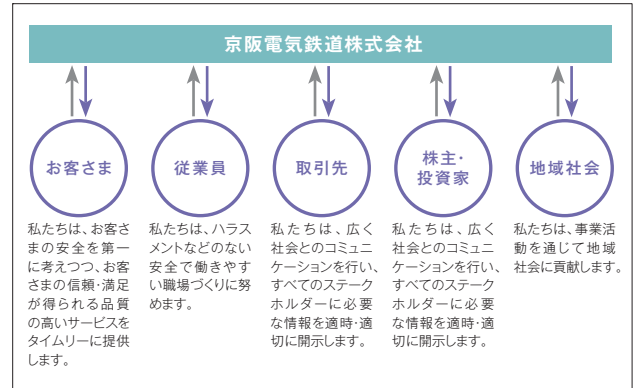 京阪電気鉄道株式会社
お客さま
従業員
取引先
株主・
投資家
地域社会
私たちは、お客さ
まの安全を第一
に考えつつ、お客
さまの信頼・満足
が得られる品質
の高いサービスを
タイムリーに提供
します。
私たちは、ハラス
メントなどのない
安全で働きやす
い職場づくりに努
めます。
私たちは、広く
社会とのコミュニ
ケーションを行い、
すべてのステーク
ホルダーに必要
な情報を適時・適
切に開示します。
私たちは、広く
社会とのコミュニ
ケーションを行い、
すべてのステーク
ホルダーに必要
な情報を適時・適
切に開示します。
私たちは、事業活
動を通じて地域
社会に貢献します。